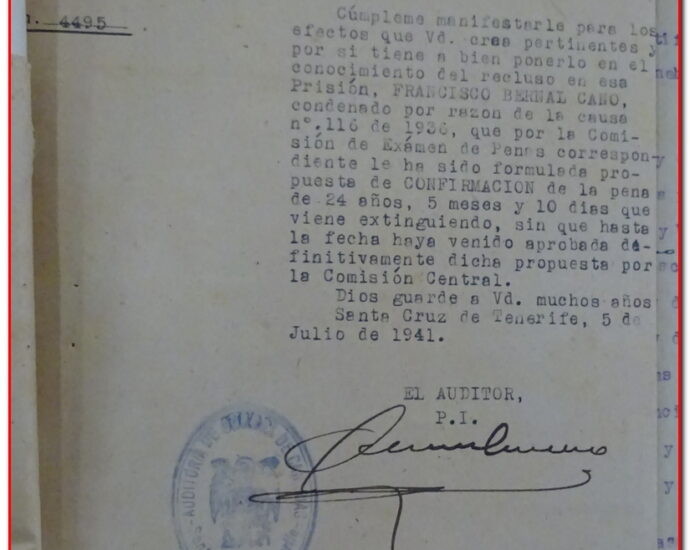 4495
Cúmpleme manifestarle para los
efectos que Vd. crea pertinentes y
por si tiene a bien ponerlo en el
conocimiento del recluso en esa
Prisión, FRANCISCO BERNAL CANO,
condenado por razon de la causa
nº.116 de 1936, que por la Comi-
sión de Exámen de Penas correspon-
diente le ha sido formulada pro-
puesta de CONFIRMACION de la pena
de 24 años, 5 meses y 10 dias que
viene extinguiendo, sin que hasta
la fecha haya venido aprobada de-
finitivamente dicha propuesta por
la Comisión Central.
Dios guarde a Vd. muchos años
Santa Cruz de Tenerife, 5 de
Julio de 1941.
EL AUDITOR,
P.I.
AUDITORIA DE